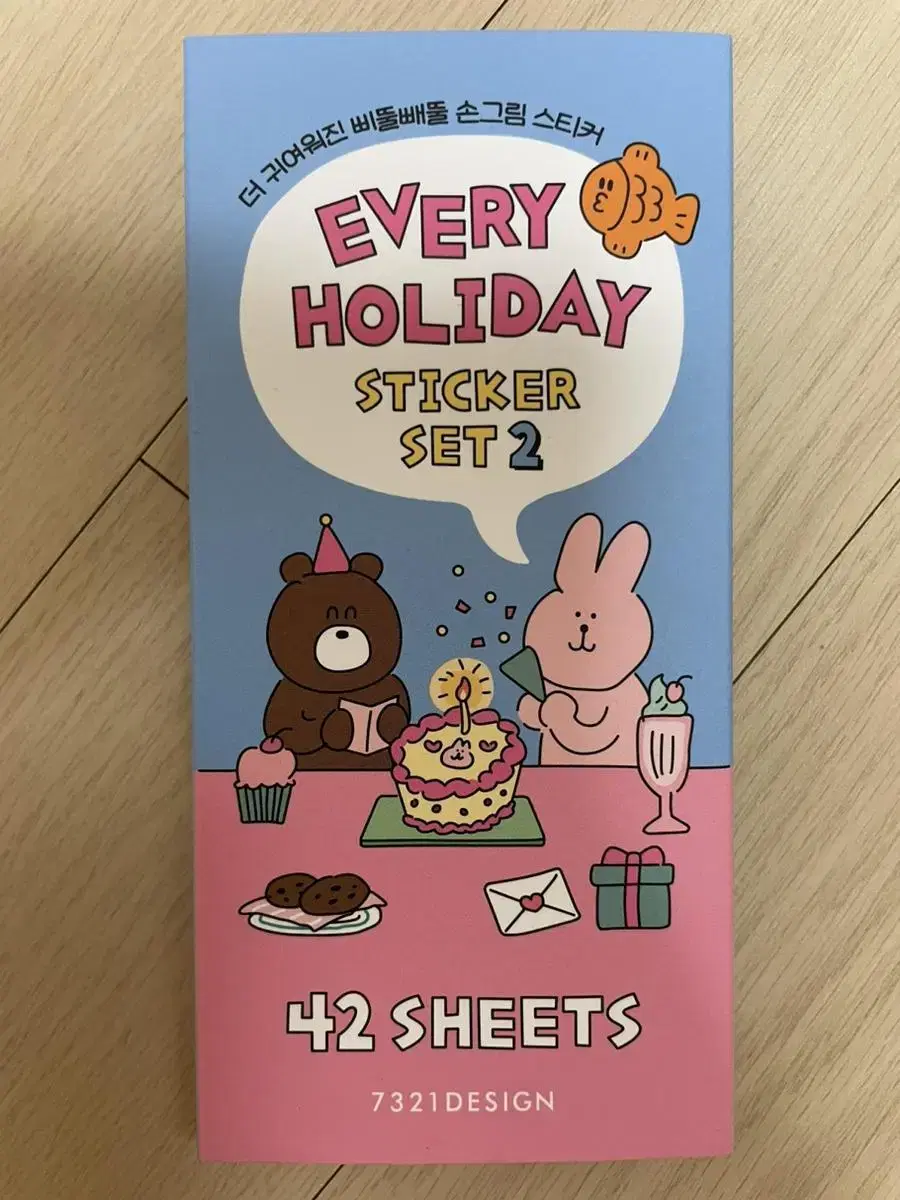 더 귀여워진 삐뚤빼뚤 손그림 스티커
EVERY
HOLIDAY
STICKER
SET 2
42 SHEETS
7321DESIGN